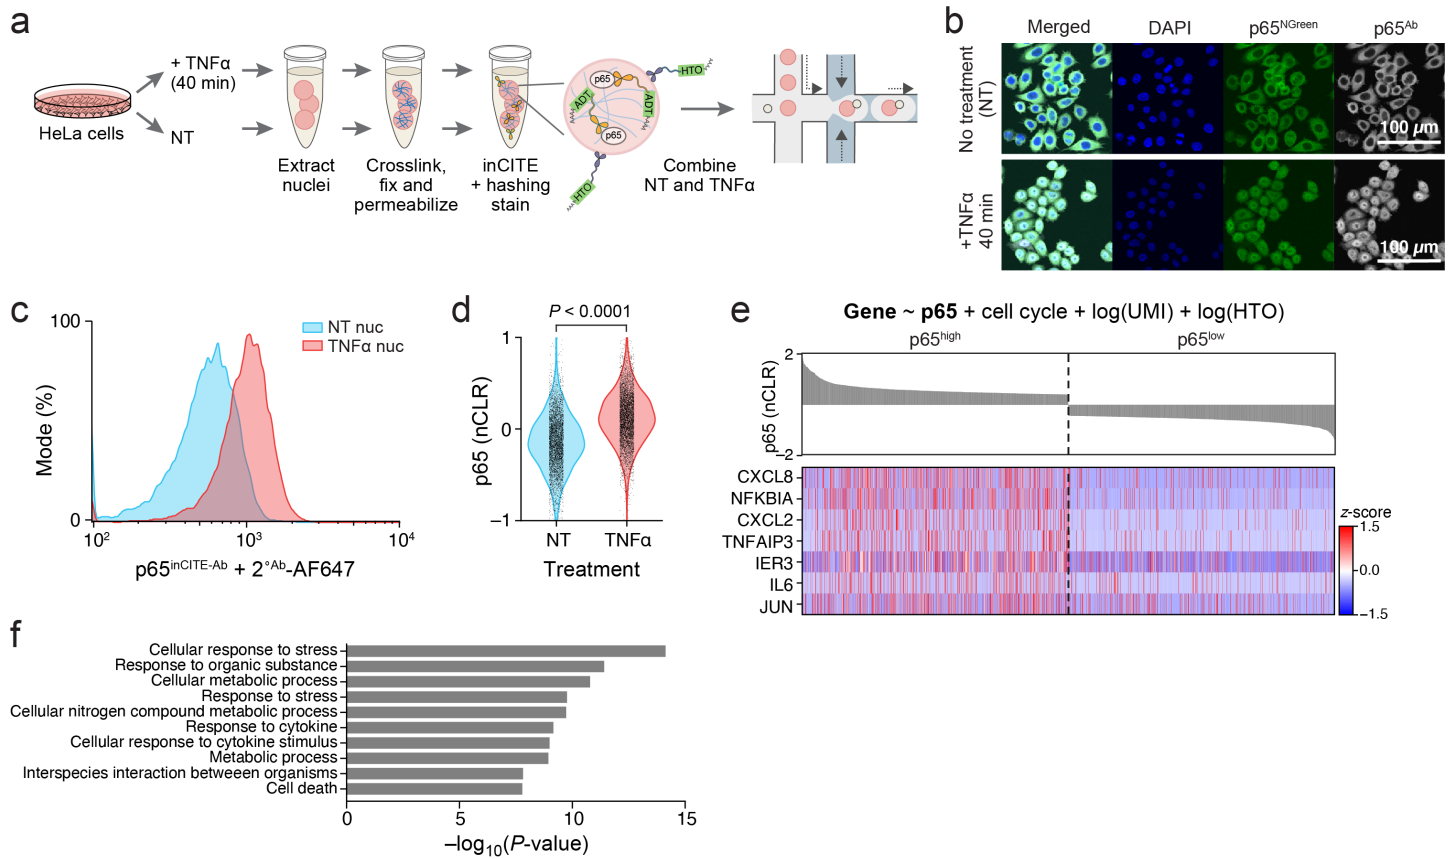 a
+ TNFα
(40 min)
HeLa cells
NT
Extract
nuclei
Crosslink,
fix and
permeabilize
inCITE
+ hashing
stain
p65
ADT
AAA
ADT
AAA
p65
HTO
AAA
HTO
AAA
Combine
NT and TNFα
b
Merged
DAPI
p65NGreen
p65Ab
No treatment
(NT)
100 µm
+TNFα
40 min
100 µm
c
100
0
Mode (%)
NT nuc
TNFα nuc
10²
10³
10⁴
p65inCITE-Ab + 2°Ab-AF647
d
P < 0.0001
1
0
–1
p65 (nCLR)
NT
TNFα
Treatment
e
Gene ~ p65 + cell cycle + log(UMI) + log(HTO)
p65high
p65low
2
–2
p65 (nCLR)
CXCL8
NFKBIA
CXCL2
TNFAIP3
IER3
IL6
JUN
z-score
1.5
0.0
–1.5
f
Cellular response to stress
Response to organic substance
Cellular metabolic process
Response to stress
Cellular nitrogen compound metabolic process
Response to cytokine
Cellular response to cytokine stimulus
Metabolic process
Interspecies interaction betweeen organisms
Cell death
0
5
10
15
–log₁₀(P-value)